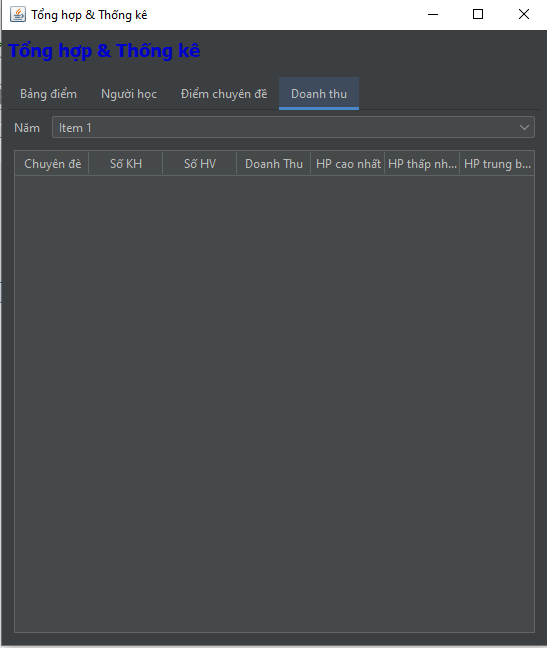 Tổng hợp & Thống kê
Tổng hợp & Thống kê
Bảng điểm Người học Điểm chuyên đề Doanh thu
Năm Item 1
Chuyên đè Số KH Số HV Doanh Thu HP cao nhất HP thấp nh... HP trung b...